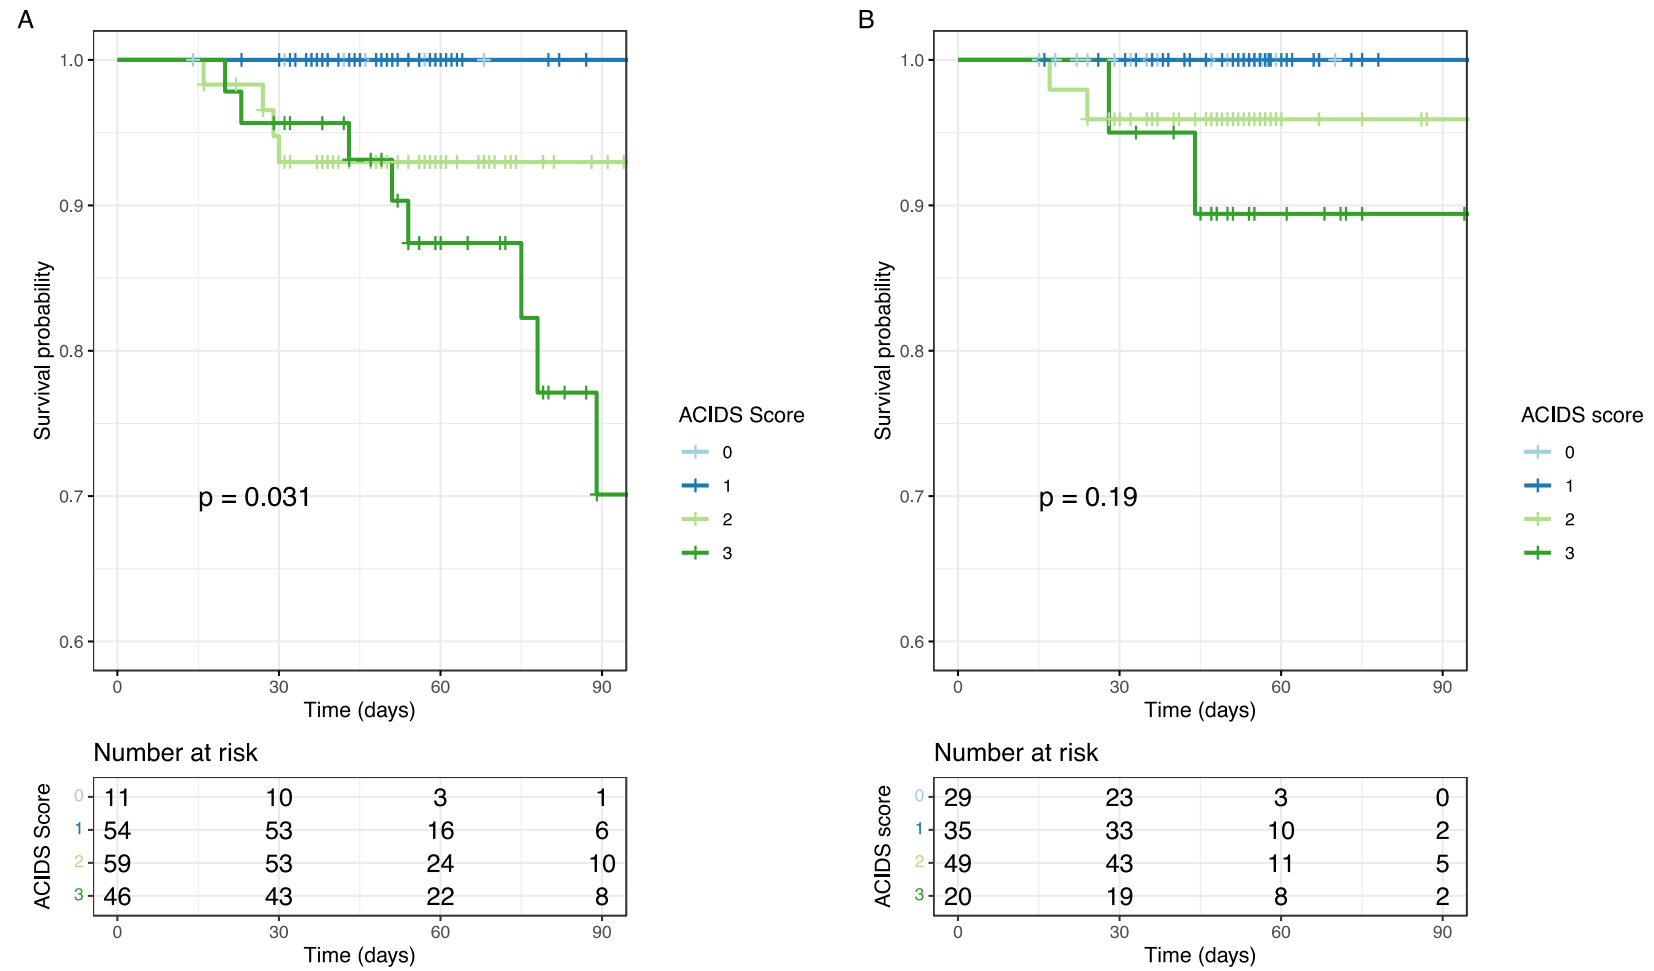 A
1.0
0.9
0.8
0.7
0.6
Survival probability
p = 0.031
0 30 60 90
Time (days)
ACIDS Score
0
1
2
3
Number at risk
ACIDS Score
0 11 10 3 1
1 54 53 16 6
2 59 53 24 10
3 46 43 22 8
0 30 60 90
Time (days)
B
1.0
0.9
0.8
0.7
0.6
Survival probability
p = 0.19
0 30 60 90
Time (days)
ACIDS score
0
1
2
3
Number at risk
ACIDS score
0 29 23 3 0
1 35 33 10 2
2 49 43 11 5
3 20 19 8 2
0 30 60 90
Time (days)